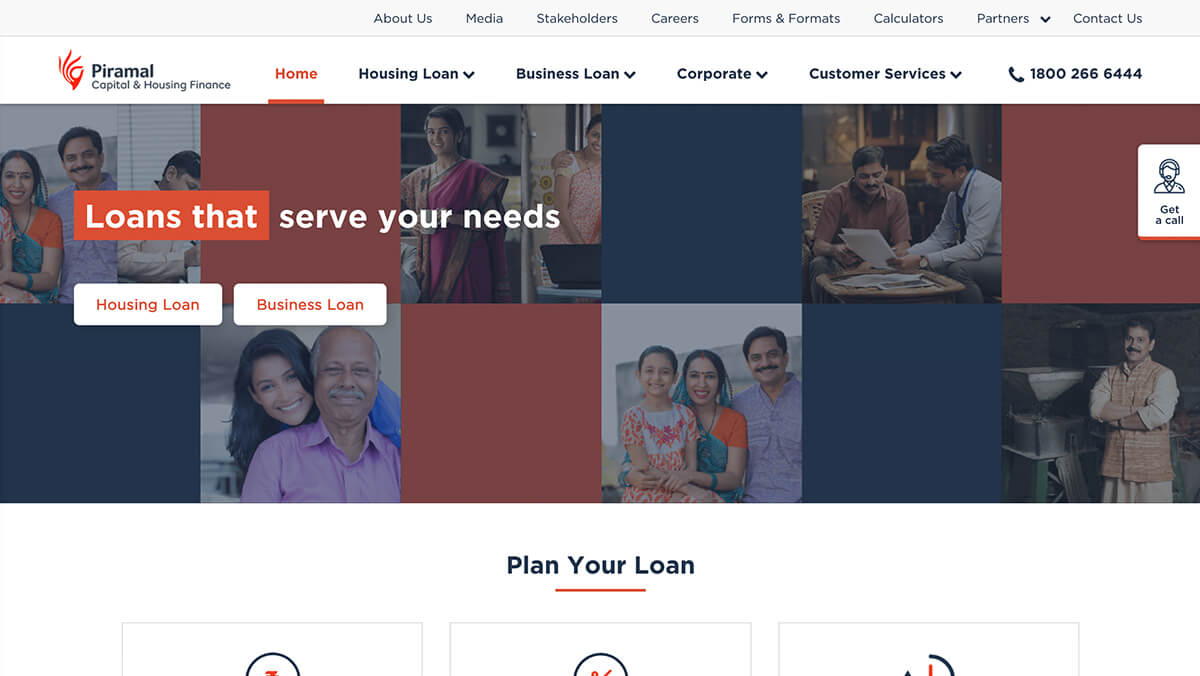 About Us Media Stakeholders Careers Forms & Formats Calculators Partners Contact Us
Piramal
Capital & Housing Finance
Home Housing Loan Business Loan Corporate Customer Services 1800 266 6444
Loans that serve your needs
Get
a call
Housing Loan Business Loan
Plan Your Loan